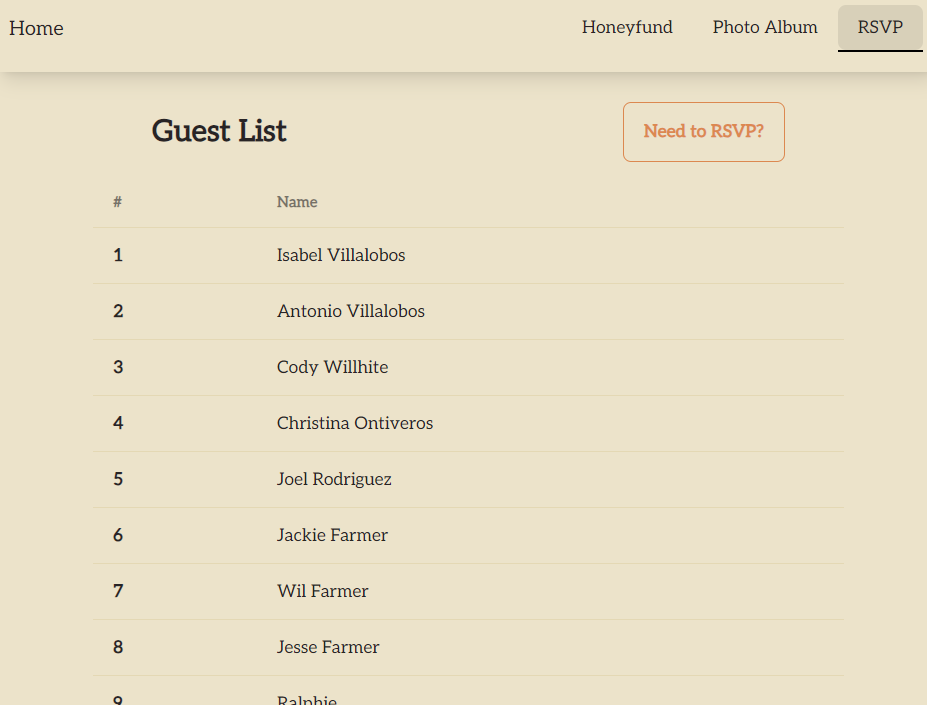 Home Honeyfund Photo Album RSVP
Guest List Need to RSVP?
# Name
1 Isabel Villalobos
2 Antonio Villalobos
3 Cody Willhite
4 Christina Ontiveros
5 Joel Rodriguez
6 Jackie Farmer
7 Wil Farmer
8 Jesse Farmer
9 Ralphie